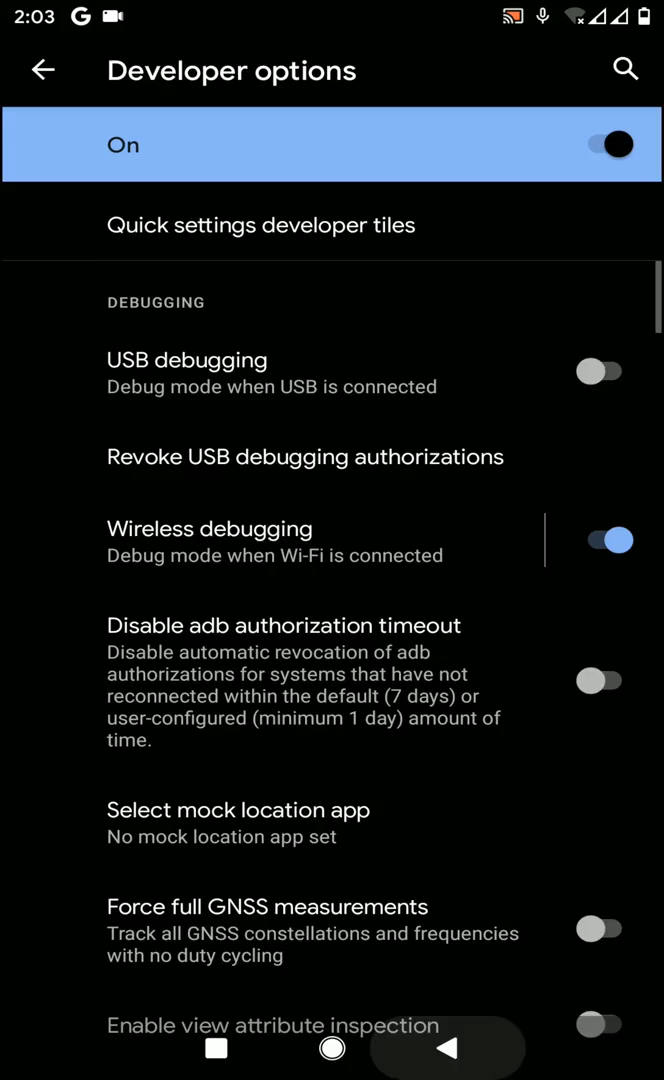 2:03
Developer options
On
Quick settings developer tiles
DEBUGGING
USB debugging
Debug mode when USB is connected
Revoke USB debugging authorizations
Wireless debugging
Debug mode when Wi-Fi is connected
Disable adb authorization timeout
Disable automatic revocation of adb
authorizations for systems that have not
reconnected within the default (7 days) or
user-configured (minimum 1 day) amount of
time.
Select mock location app
No mock location app set
Force full GNSS measurements
Track all GNSS constellations and frequencies
with no duty cycling
Enable view attribute inspection